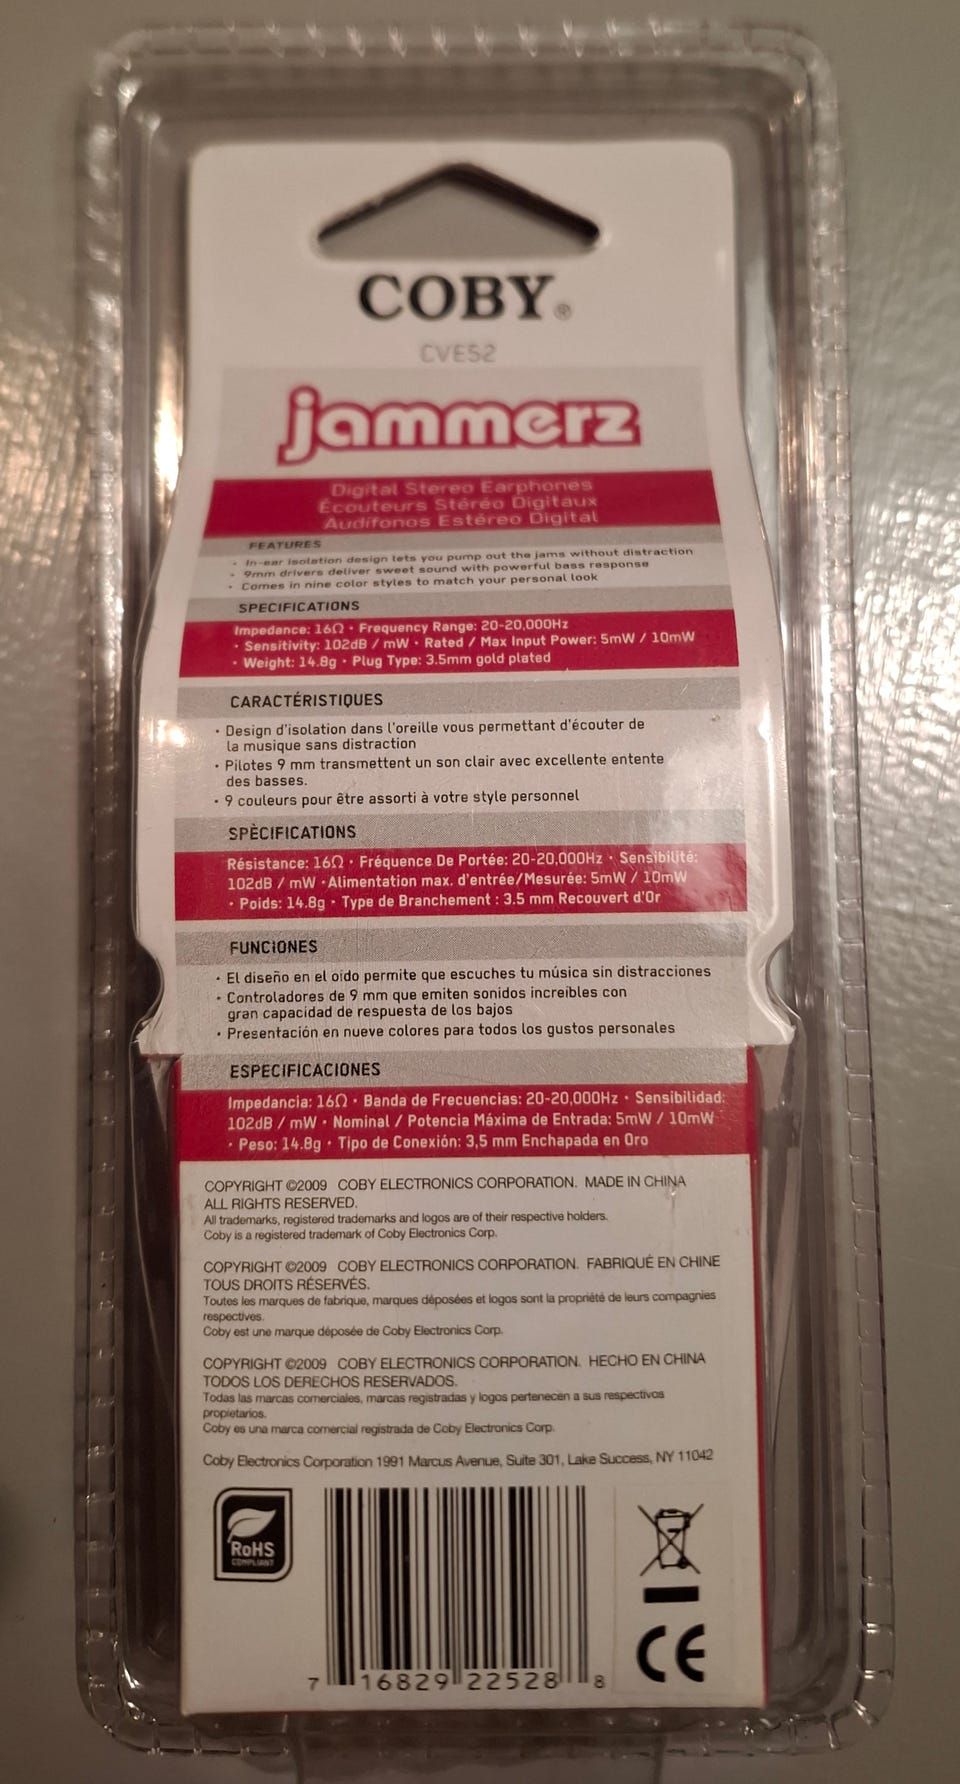 COBY®
CVE52
jammerz
Digital Stereo Earphones
Écouteurs Stéréo Digitaux
Audífonos Estéreo Digital
FEATURES
• In-ear isolation design lets you pump out the jams without distraction
• 9mm drivers deliver sweet sound with powerful bass response
• Comes in nine color styles to match your personal look
SPECIFICATIONS
Impedance: 16Ω • Frequency Range: 20-20,000Hz
• Sensitivity: 102dB / mW • Rated / Max Input Power: 5mW / 10mW
• Weight: 14.8g • Plug Type: 3.5mm gold plated
CARACTÉRISTIQUES
• Design d'isolation dans l'oreille vous permettant d'écouter de
la musique sans distraction
• Pilotes 9 mm transmettent un son clair avec excellente entente
des basses.
• 9 couleurs pour être assorti à votre style personnel
SPÈCIFICATIONS
Résistance: 16Ω • Fréquence De Portée: 20-20,000Hz • Sensibilité:
102dB / mW •Alimentation max. d'entrée/Mesurée: 5mW / 10mW
• Poids: 14.8g • Type de Branchement : 3.5 mm Recouvert d'Or
FUNCIONES
• El diseño en el oído permite que escuches tu música sin distracciones
• Controladores de 9 mm que emiten sonidos increíbles con
gran capacidad de respuesta de los bajos
• Presentación en nueve colores para todos los gustos personales
ESPECIFICACIONES
Impedancia: 16Ω • Banda de Frecuencias: 20-20,000Hz • Sensibilidad:
102dB / mW • Nominal / Potencia Máxima de Entrada: 5mW / 10mW
• Peso: 14.8g • Tipo de Conexión: 3,5 mm Enchapada en Oro
COPYRIGHT ©2009 COBY ELECTRONICS CORPORATION. MADE IN CHINA
ALL RIGHTS RESERVED.
All trademarks, registered trademarks and logos are of their respective holders.
Coby is a registered trademark of Coby Electronics Corp.
COPYRIGHT ©2009 COBY ELECTRONICS CORPORATION. FABRIQUÉ EN CHINE
TOUS DROITS RÉSERVÉS.
Toutes les marques de fabrique, marques déposées et logos sont la propriété de leurs compagnies
respectives.
Coby est une marque déposée de Coby Electronics Corp.
COPYRIGHT ©2009 COBY ELECTRONICS CORPORATION. HECHO EN CHINA
TODOS LOS DERECHOS RESERVADOS.
Todas las marcas comerciales, marcas registradas y logos pertenecen a sus respectivos
propietarios.
Coby es una marca comercial registrada de Coby Electronics Corp.
Coby Electronics Corporation 1991 Marcus Avenue, Suite 301, Lake Success, NY 11042
RoHS
COMPLIANT
CE
7 16829 22528 8